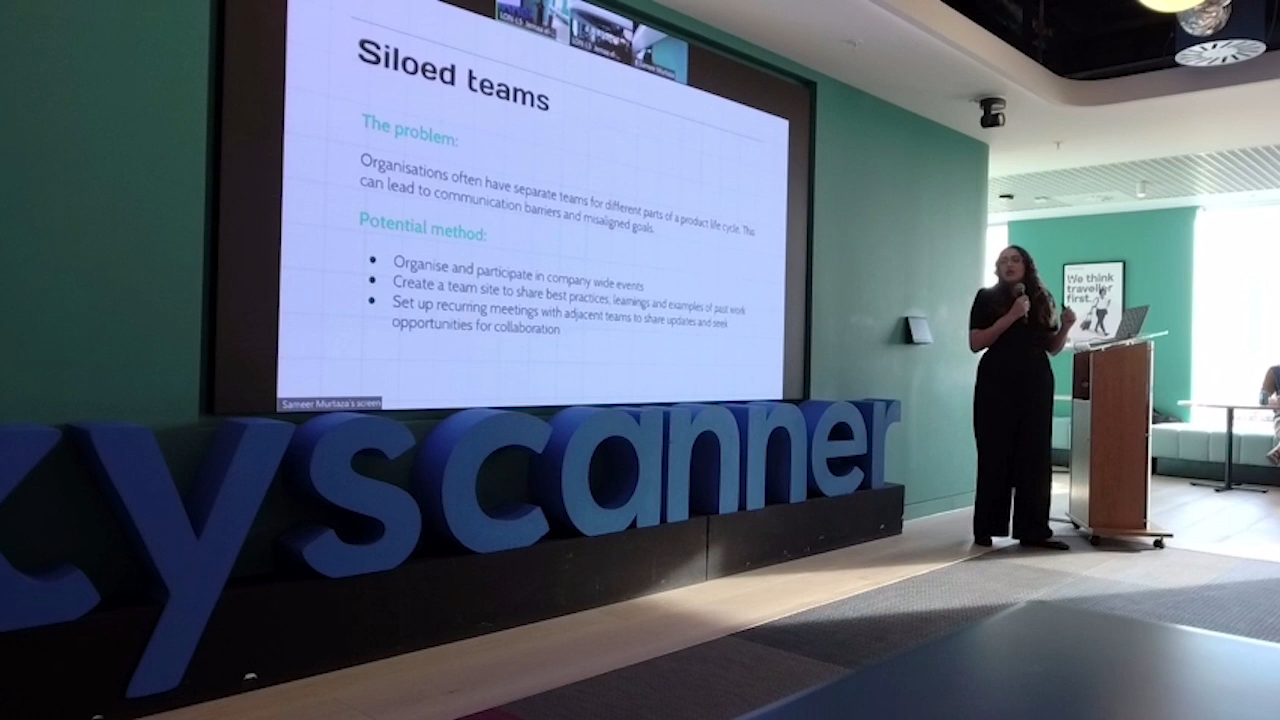 Siloed teams
The problem:
Organisations often have separate teams for different parts of a product life cycle. This
can lead to communication barriers and misaligned goals.
Potential method:
Organise and participate in company wide events
Create a team site to share best practices, learnings and examples of past work
Set up recurring meetings with adjacent teams to share updates and seek
opportunities for collaboration
Sameer Murtaza's screen
kyscanner
We think
traveller
first.